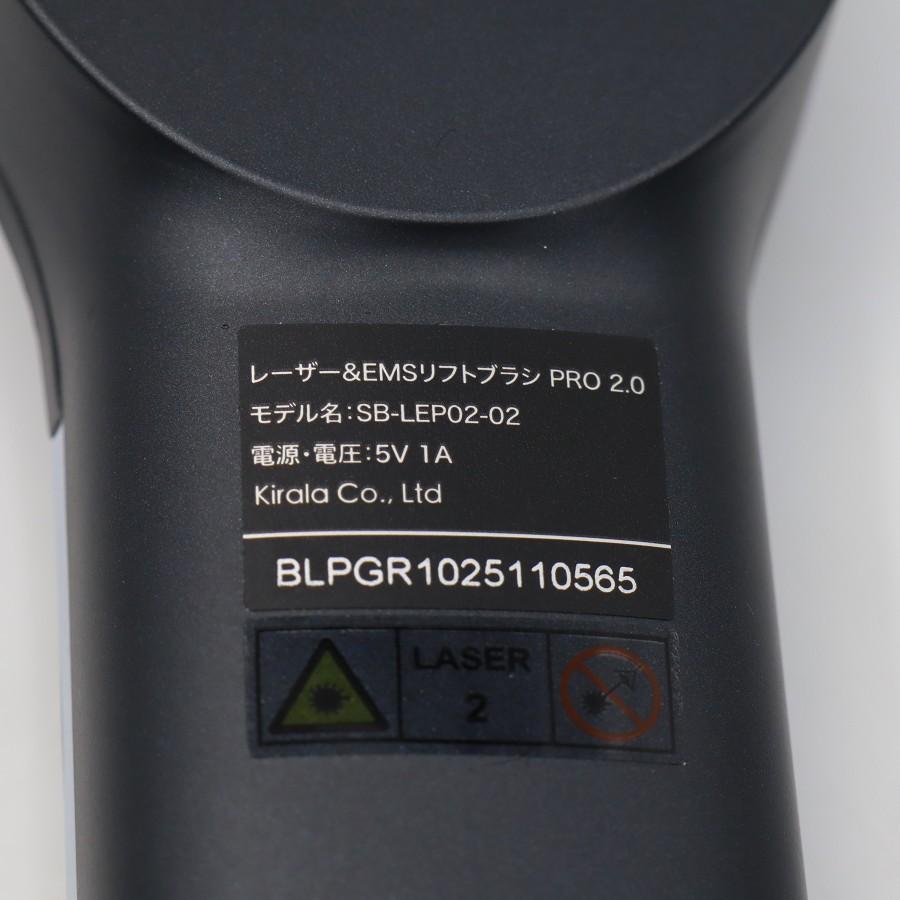 レーザー&EMSリフトブラシ PRO 2.0
モデル名:SB-LEP02-02
電源・電圧:5V 1A
Kirala Co., Ltd
BLPGR1025110565
LASER
2